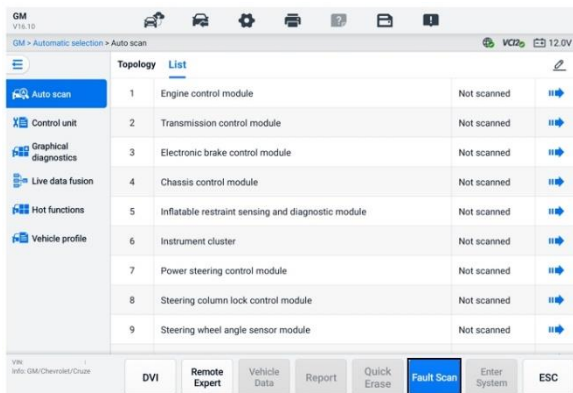 GM
V16.10
GM > Automatic selection > Auto scan
VCI2
12.0V
Topology List
Auto scan
Control unit
Graphical
diagnostics
Live data fusion
Hot functions
Vehicle profile
1 Engine control module Not scanned
2 Transmission control module Not scanned
3 Electronic brake control module Not scanned
4 Chassis control module Not scanned
5 Inflatable restraint sensing and diagnostic module Not scanned
6 Instrument cluster Not scanned
7 Power steering control module Not scanned
8 Steering column lock control module Not scanned
9 Steering wheel angle sensor module Not scanned
VIN
Info: GM/Chevrolet/Cruze
DVI
Remote
Expert
Vehicle
Data
Report
Quick
Erase
Fault Scan
Enter
System
ESC